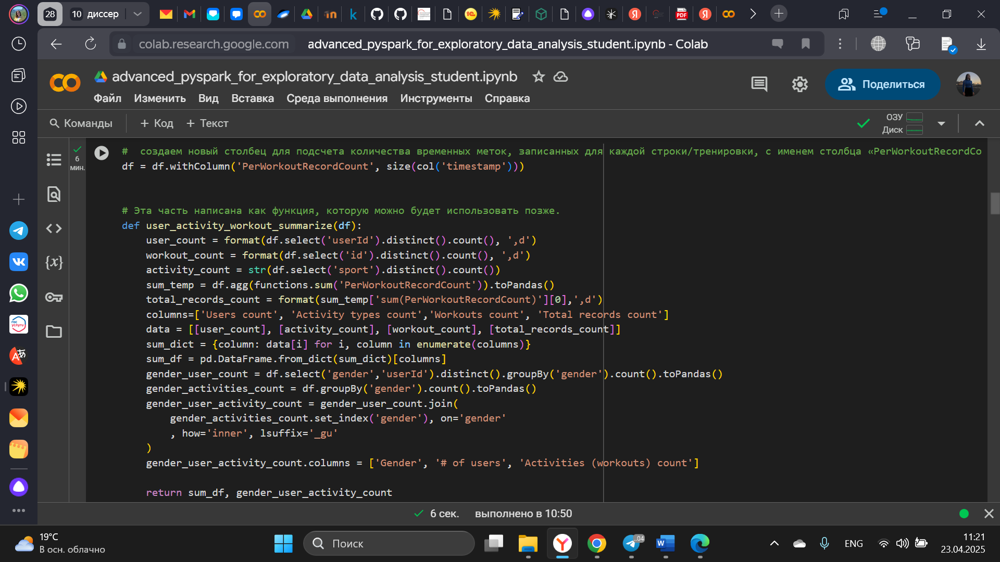 28
10 диссер
colab.research.google.com
advanced_pyspark_for_exploratory_data_analysis_student.ipynb - Colab
advanced_pyspark_for_exploratory_data_analysis_student.ipynb
Файл Изменить Вид Вставка Среда выполнения Инструменты Справка
Поделиться
Команды + Код + Текст
ОЗУ
Диск
6
мин.
#  создаем новый столбец для подсчета количества временных меток, записанных для каждой строки/тренировки, с именем столбца «PerWorkoutRecordCo
df = df.withColumn('PerWorkoutRecordCount', size(col('timestamp')))
# Эта часть написана как функция, которую можно будет использовать позже.
def user_activity_workout_summarize(df):
    user_count = format(df.select('userId').distinct().count(), ',d')
    workout_count = format(df.select('id').distinct().count(), ',d')
    activity_count = str(df.select('sport').distinct().count())
    sum_temp = df.agg(functions.sum('PerWorkoutRecordCount')).toPandas()
    total_records_count = format(sum_temp['sum(PerWorkoutRecordCount)'][0],',d')
    columns=['Users count', 'Activity types count','Workouts count', 'Total records count']
    data = [[user_count], [activity_count], [workout_count], [total_records_count]]
    sum_dict = {column: data[i] for i, column in enumerate(columns)}
    sum_df = pd.DataFrame.from_dict(sum_dict)[columns]
    gender_user_count = df.select('gender','userId').distinct().groupBy('gender').count().toPandas()
    gender_activities_count = df.groupBy('gender').count().toPandas()
    gender_user_activity_count = gender_user_count.join(
        gender_activities_count.set_index('gender'), on='gender'
        , how='inner', lsuffix='_gu'
    )
    gender_user_activity_count.columns = ['Gender', '# of users', 'Activities (workouts) count']
    return sum_df, gender_user_activity_count
6 сек. выполнено в 10:50
19°C
В осн. облачно
Поиск
..04
ENG
11:21
23.04.2025